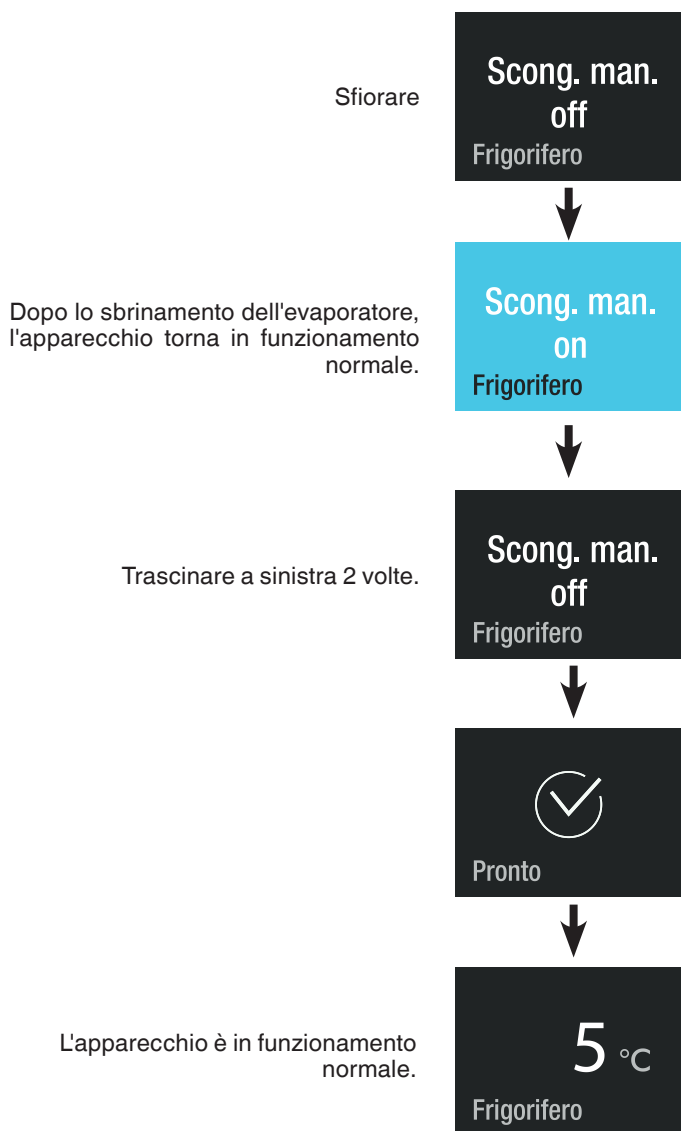 Sfiorare
Scong. man.
off
Frigorifero
Dopo lo sbrinamento dell'evaporatore,
l'apparecchio torna in funzionamento
normale.
Scong. man.
on
Frigorifero
Trascinare a sinistra 2 volte.
Scong. man.
off
Frigorifero
Pronto
L'apparecchio è in funzionamento
normale.
5 °C
Frigorifero